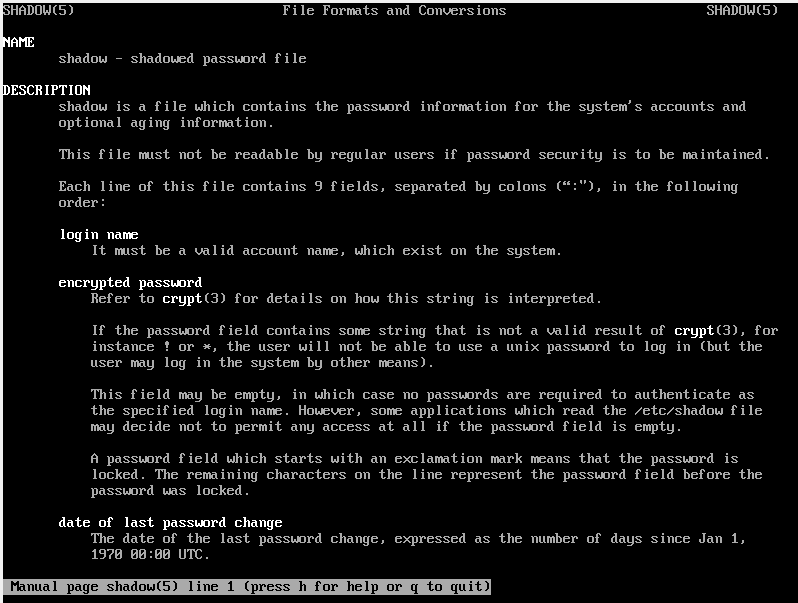 SHADOW(5) File Formats and Conversions SHADOW(5)
NAME
shadow - shadowed password file
DESCRIPTION
shadow is a file which contains the password information for the system's accounts and
optional aging information.
This file must not be readable by regular users if password security is to be maintained.
Each line of this file contains 9 fields, separated by colons (“:”), in the following
order:
login name
It must be a valid account name, which exist on the system.
encrypted password
Refer to crypt(3) for details on how this string is interpreted.
If the password field contains some string that is not a valid result of crypt(3), for
instance ! or *, the user will not be able to use a unix password to log in (but the
user may log in the system by other means).
This field may be empty, in which case no passwords are required to authenticate as
the specified login name. However, some applications which read the /etc/shadow file
may decide not to permit any access at all if the password field is empty.
A password field which starts with an exclamation mark means that the password is
locked. The remaining characters on the line represent the password field before the
password was locked.
date of last password change
The date of the last password change, expressed as the number of days since Jan 1,
1970 00:00 UTC.
Manual page shadow(5) line 1 (press h for help or q to quit)